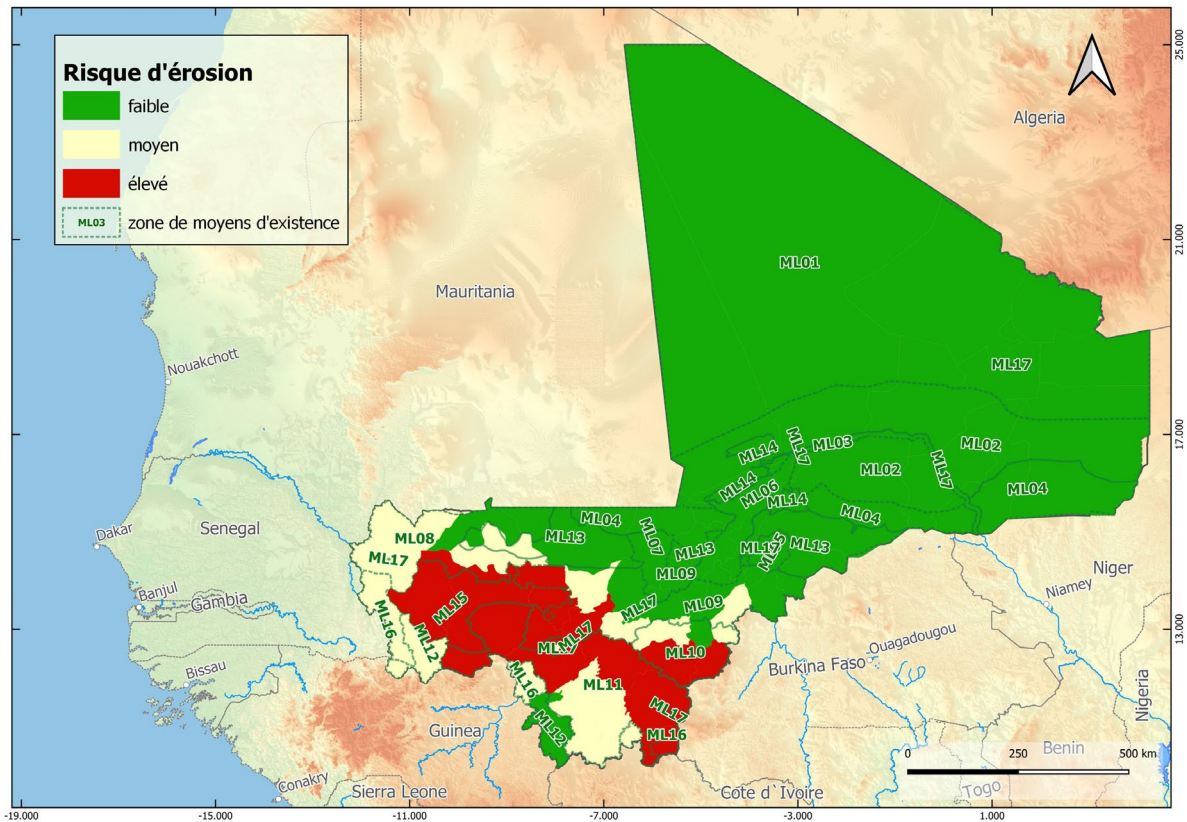 Risque d'érosion
faible
moyen
élevé
ML03 zone de moyens d'existence
25.000
21.000
17.000
13.000
Algeria
Mauritania
Nouakchott
Dakar
Senegal
Banjul
Gambia
Bissau
Guinea
Conakry
Sierra Leone
Cote d`Ivoire
Burkina Faso
Ouagadougou
Niamey
Niger
Nigeria
Benin
Togo
ML01
ML17
ML02
ML03
ML17
ML14
ML02
ML17
ML04
ML14
ML06
ML14
ML04
ML04
ML13
ML07
ML13
ML13
ML09
ML09
ML17
ML08
ML17
ML15
ML16
ML12
ML17
ML10
ML11
ML16
ML12
ML17
ML16
0 250 500 km
-19.000 -15.000 -11.000 -7.000 -3.000 1.000